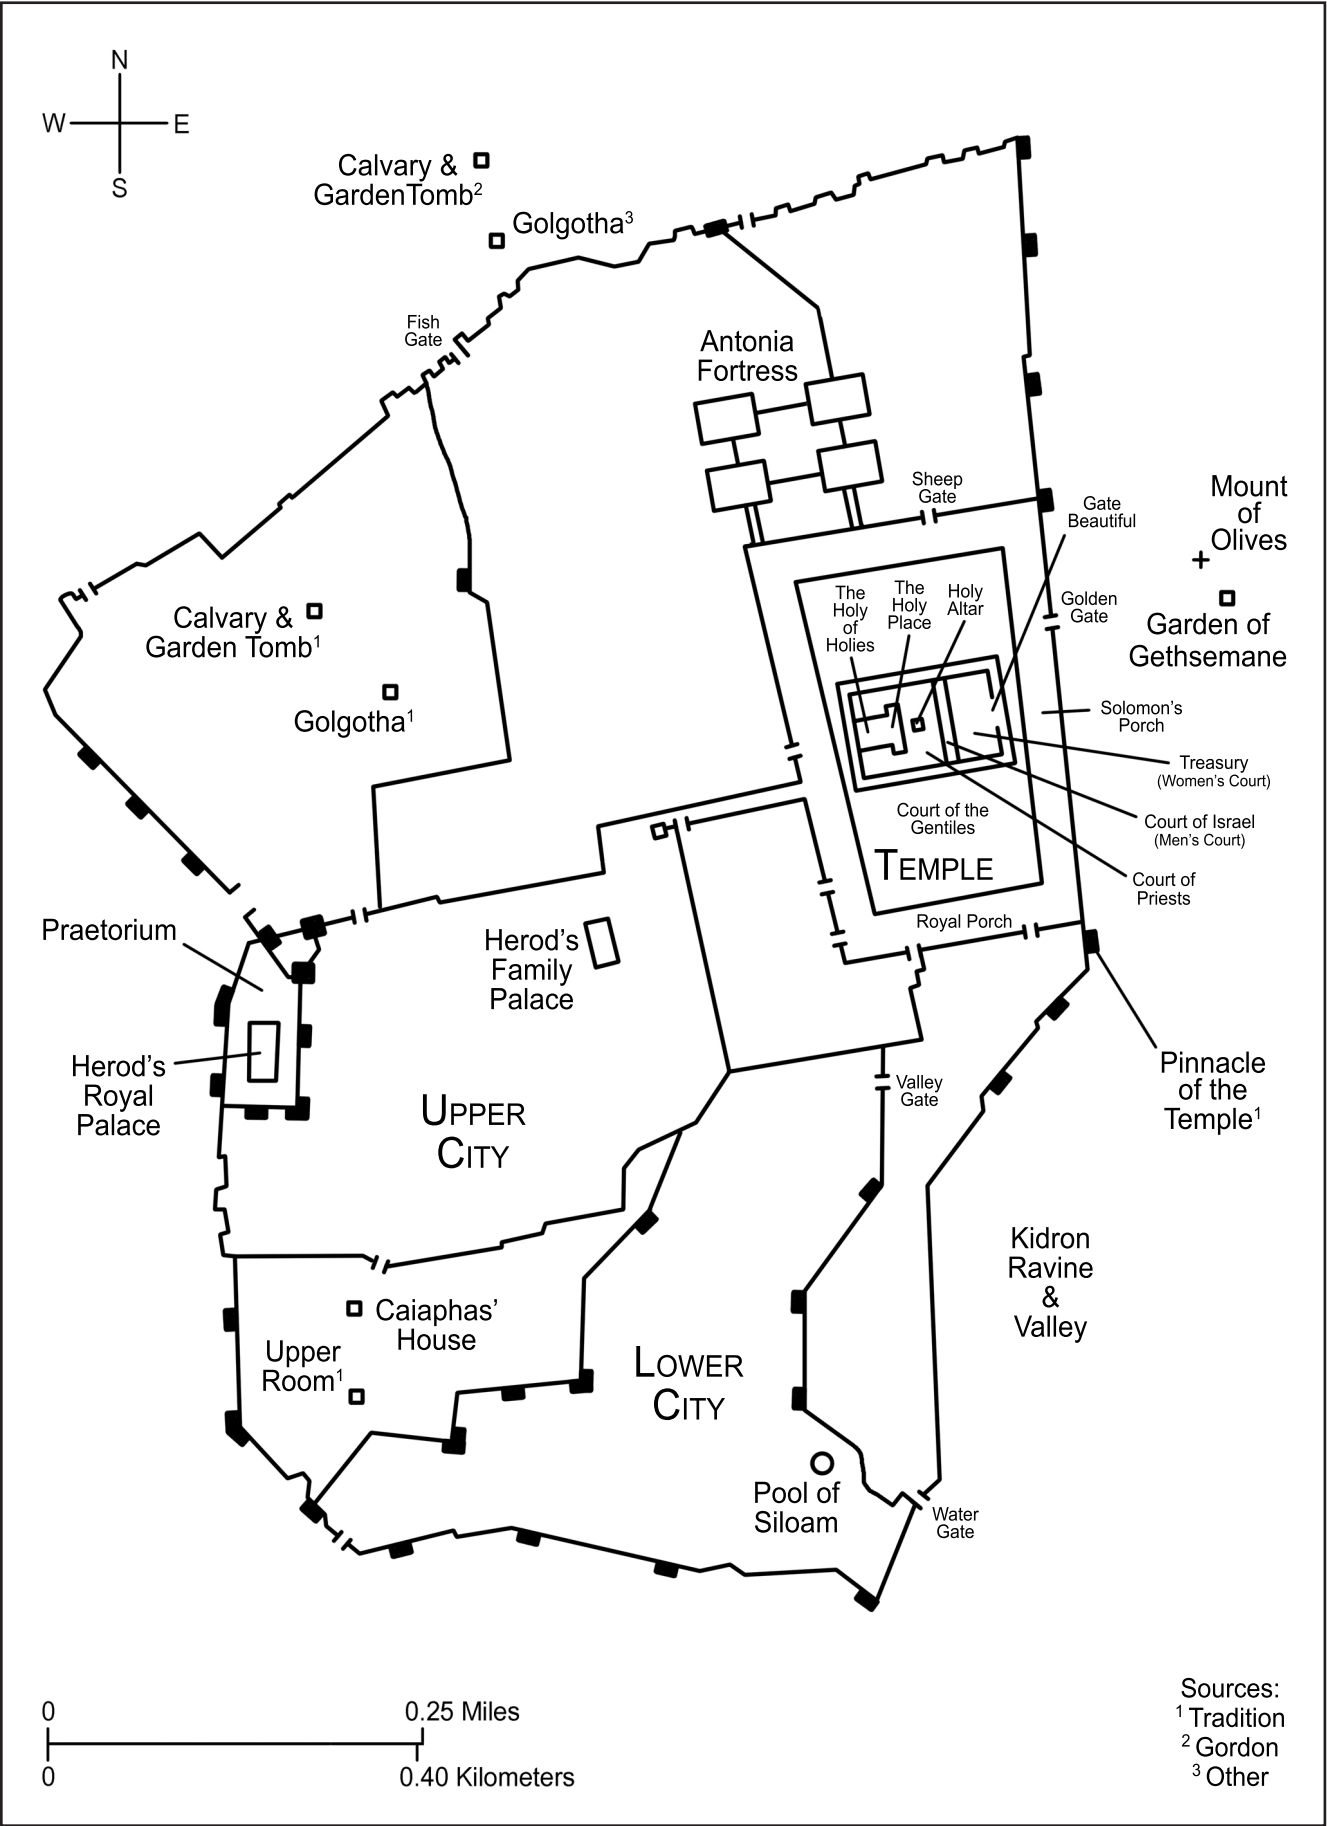 N
W E
S
Calvary &
GardenTomb²
Golgotha³
Fish
Gate
Antonia
Fortress
Sheep
Gate
Gate
Beautiful
Mount
of
Olives
Golden
Gate
Garden of
Gethsemane
The
Holy
of
Holies
The
Holy
Place
Holy
Altar
Calvary &
Garden Tomb¹
Golgotha¹
Solomon's
Porch
Treasury
(Women's Court)
Court of Israel
(Men's Court)
Court of
Priests
Court of the
Gentiles
TEMPLE
Royal Porch
Praetorium
Herod's
Family
Palace
Herod's
Royal
Palace
UPPER
CITY
Valley
Gate
Pinnacle
of the
Temple¹
Kidron
Ravine
&
Valley
Caiaphas'
House
Upper
Room¹
LOWER
CITY
Pool of
Siloam
Water
Gate
0 0.25 Miles
0 0.40 Kilometers
Sources:
¹ Tradition
² Gordon
³ Other